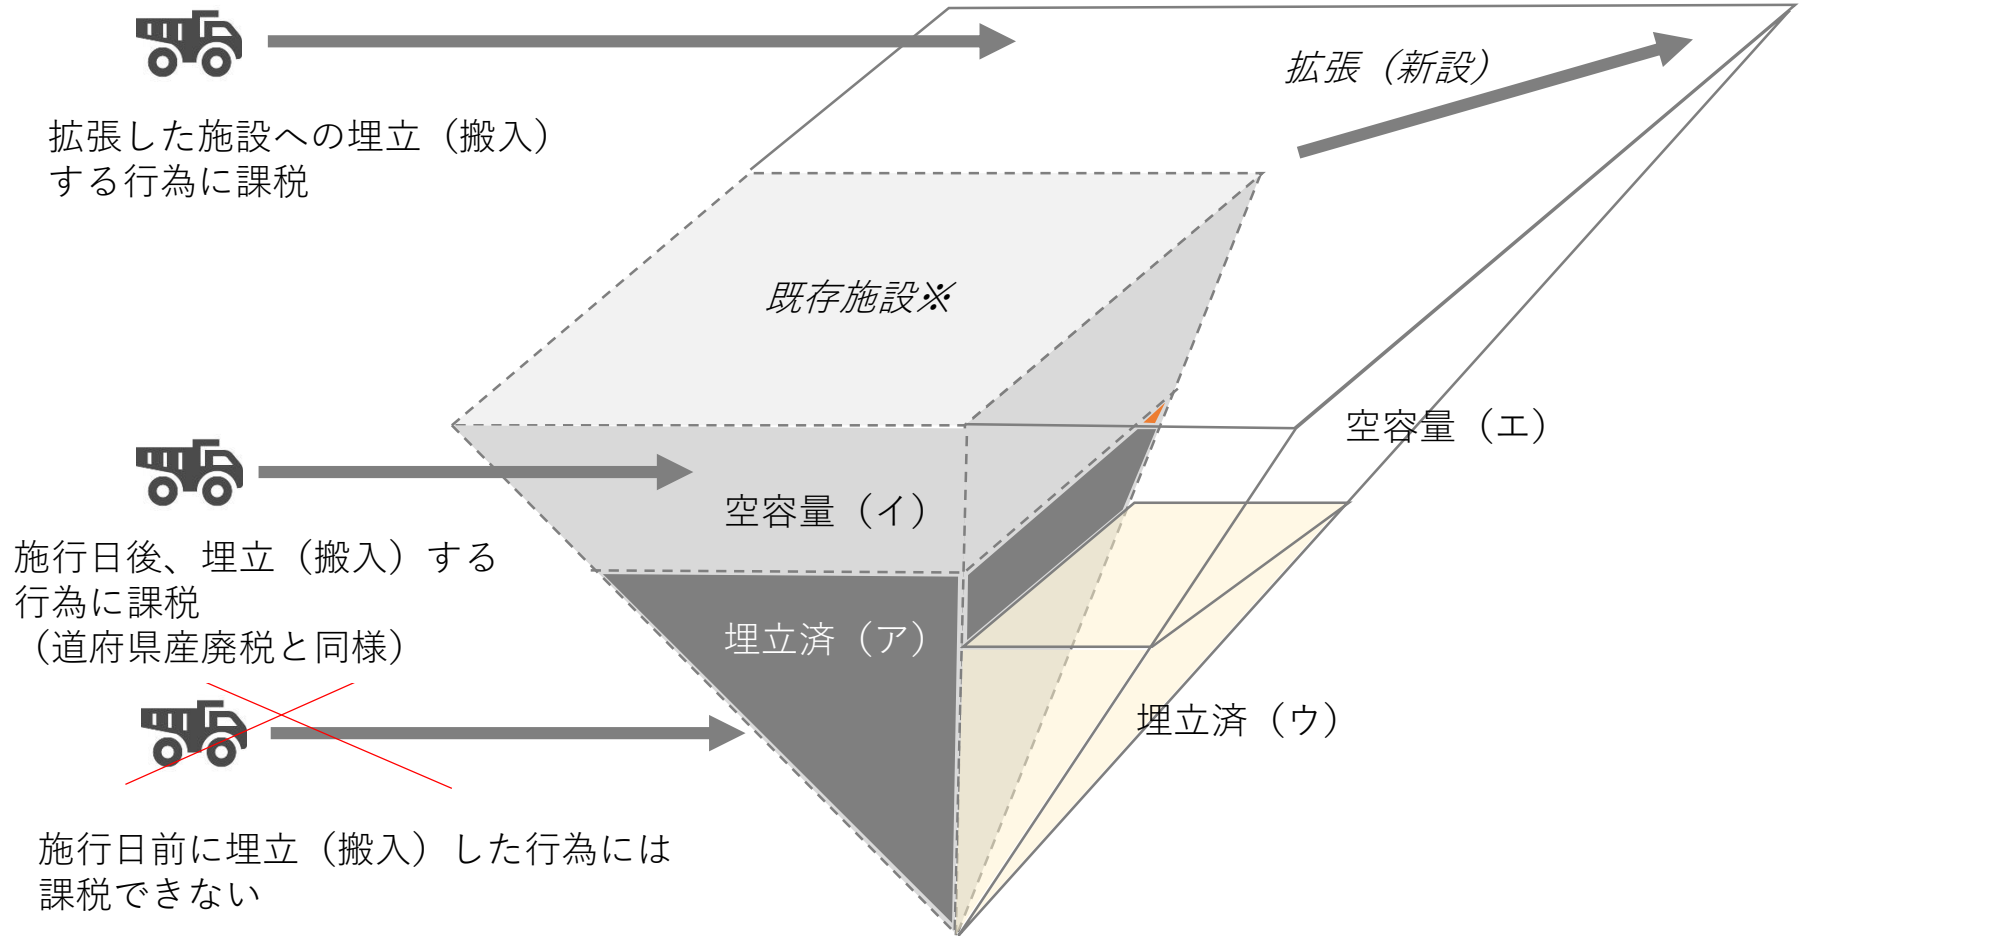 拡張（新設）
拡張した施設への埋立（搬入）
する行為に課税
既存施設※
空容量（エ）
空容量（イ）
施行日後、埋立（搬入）する
行為に課税
（道府県産廃税と同様）
埋立済（ア）
埋立済（ウ）
施行日前に埋立（搬入）した行為には
課税できない